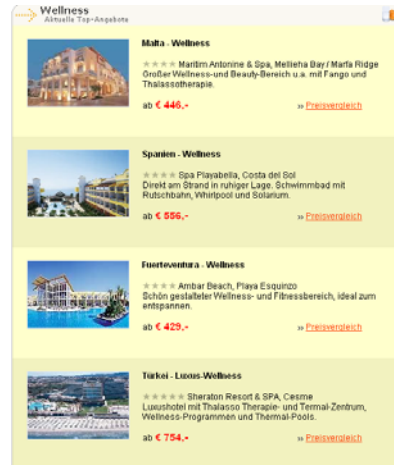 Wellness
Aktuelle Top-Angebote
Malta - Wellness
★★★★ Maritim Antonine & Spa, Mellieha Bay / Marfa Ridge
Großer Wellness-und Beauty-Bereich u.a. mit Fango und
Thalassotherapie.
ab € 446,- » Preisvergleich
Spanien - Wellness
★★★★ Spa Playabella, Costa del Sol
Direkt am Strand in ruhiger Lage. Schwimmbad mit
Rutschbahn, Whirlpool und Solarium.
ab € 556,- » Preisvergleich
Fuerteventura - Wellness
★★★★ Ambar Beach, Playa Esquinzo
Schön gestalteter Wellness- und Fitnessbereich, ideal zum
entspannen.
ab € 429,- » Preisvergleich
Türkei - Luxus-Wellness
★★★★★ Sheraton Resort & SPA, Cesme
Luxushotel mit Thalasso Therapie- und Termal-Zentrum,
Wellness-Programmen und Thermal-Pools.
ab € 754,- » Preisvergleich